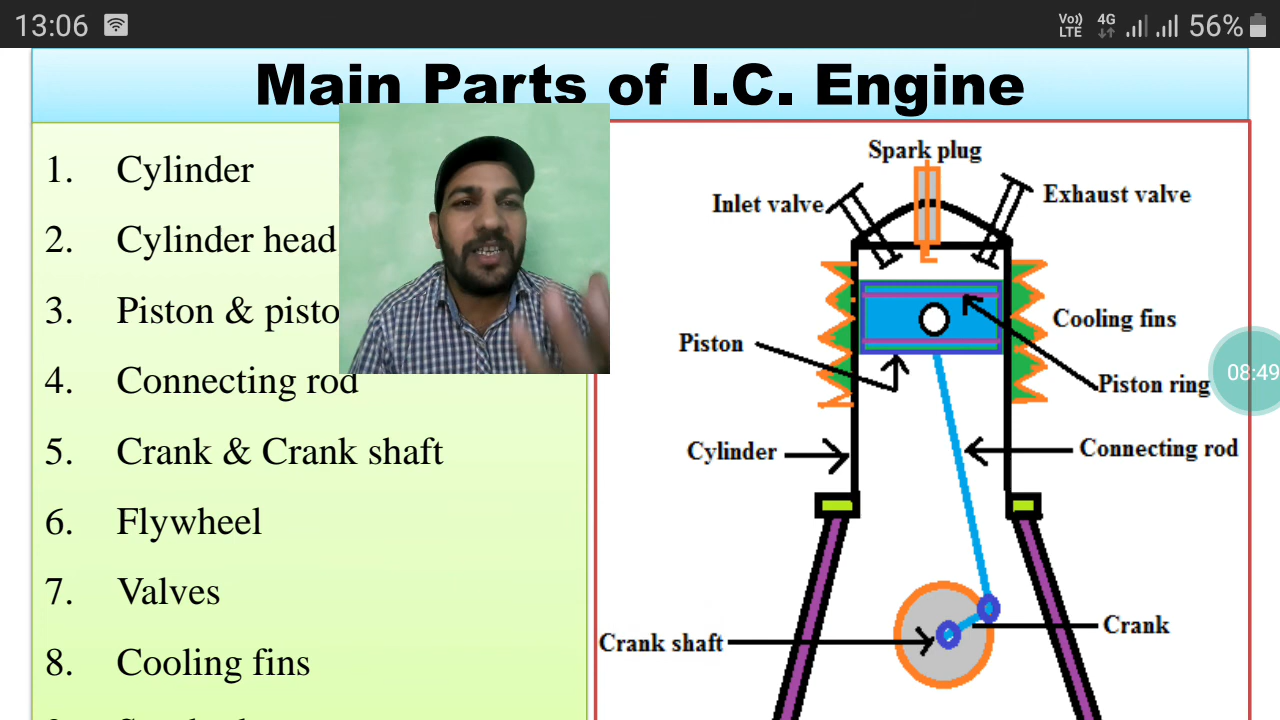 13:06
Vo))
LTE
4G
56%
Main Parts of I.C. Engine
1. Cylinder
2. Cylinder head
3. Piston & pisto
4. Connecting rod
5. Crank & Crank shaft
6. Flywheel
7. Valves
8. Cooling fins
Spark plug
Inlet valve
Exhaust valve
Cooling fins
Piston
Piston ring
08:49
Cylinder
Connecting rod
Crank shaft
Crank